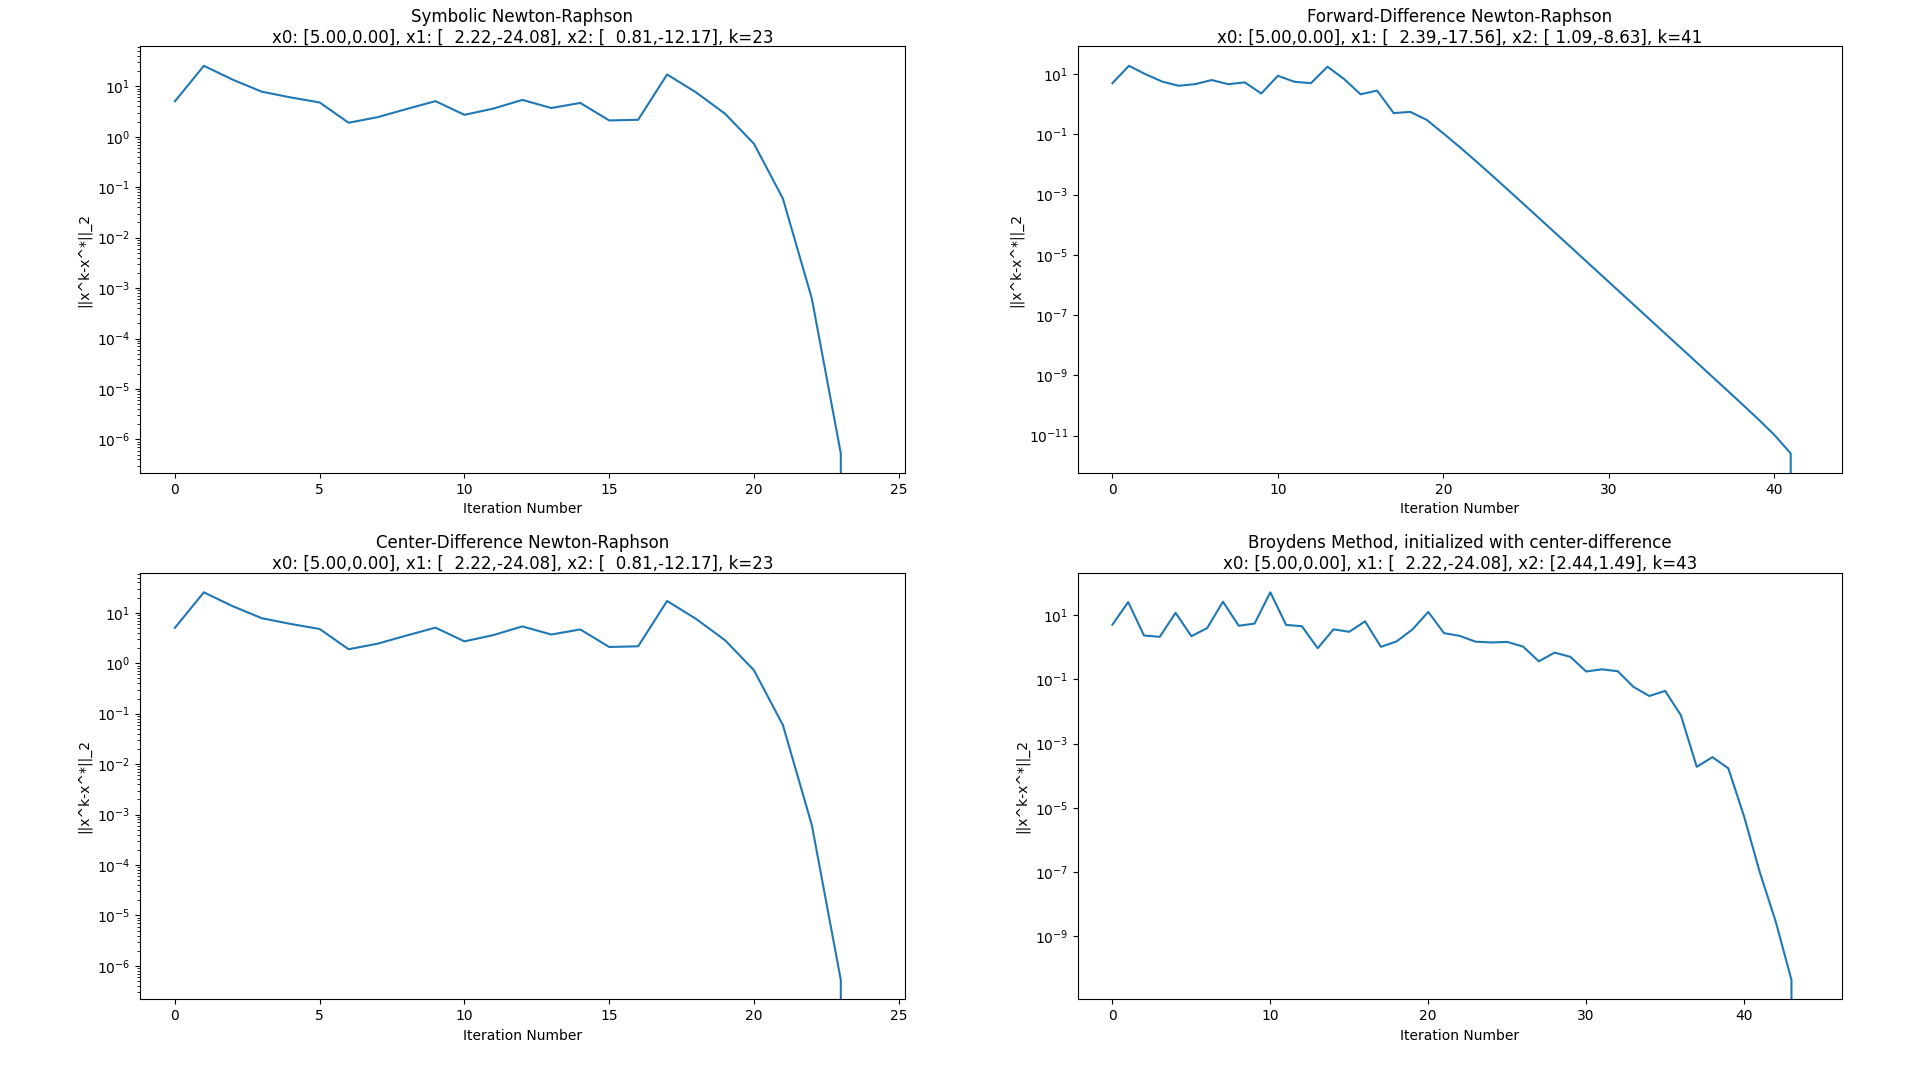 Symbolic Newton-Raphson
x0: [5.00,0.00], x1: [  2.22,-24.08], x2: [  0.81,-12.17], k=23
10^1
10^0
10^-1
10^-2
10^-3
10^-4
10^-5
10^-6
||x^k-x^*||_2
0 5 10 15 20 25
Iteration Number
Forward-Difference Newton-Raphson
x0: [5.00,0.00], x1: [  2.39,-17.56], x2: [ 1.09,-8.63], k=41
10^1
10^-1
10^-3
10^-5
10^-7
10^-9
10^-11
||x^k-x^*||_2
0 10 20 30 40
Iteration Number
Center-Difference Newton-Raphson
x0: [5.00,0.00], x1: [  2.22,-24.08], x2: [  0.81,-12.17], k=23
10^1
10^0
10^-1
10^-2
10^-3
10^-4
10^-5
10^-6
||x^k-x^*||_2
0 5 10 15 20 25
Iteration Number
Broydens Method, initialized with center-difference
x0: [5.00,0.00], x1: [  2.22,-24.08], x2: [2.44,1.49], k=43
10^1
10^-1
10^-3
10^-5
10^-7
10^-9
||x^k-x^*||_2
0 10 20 30 40
Iteration Number